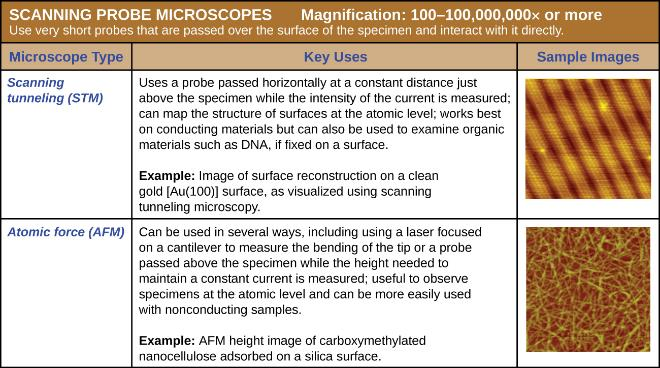 SCANNING PROBE MICROSCOPES Magnification: 100–100,000,000× or more
Use very short probes that are passed over the surface of the specimen and interact with it directly.
Microscope Type Key Uses Sample Images
Scanning
tunneling (STM)
Uses a probe passed horizontally at a constant distance just
above the specimen while the intensity of the current is measured;
can map the structure of surfaces at the atomic level; works best
on conducting materials but can also be used to examine organic
materials such as DNA, if fixed on a surface.
Example: Image of surface reconstruction on a clean
gold [Au(100)] surface, as visualized using scanning
tunneling microscopy.
Atomic force (AFM)
Can be used in several ways, including using a laser focused
on a cantilever to measure the bending of the tip or a probe
passed above the specimen while the height needed to
maintain a constant current is measured; useful to observe
specimens at the atomic level and can be more easily used
with nonconducting samples.
Example: AFM height image of carboxymethylated
nanocellulose adsorbed on a silica surface.